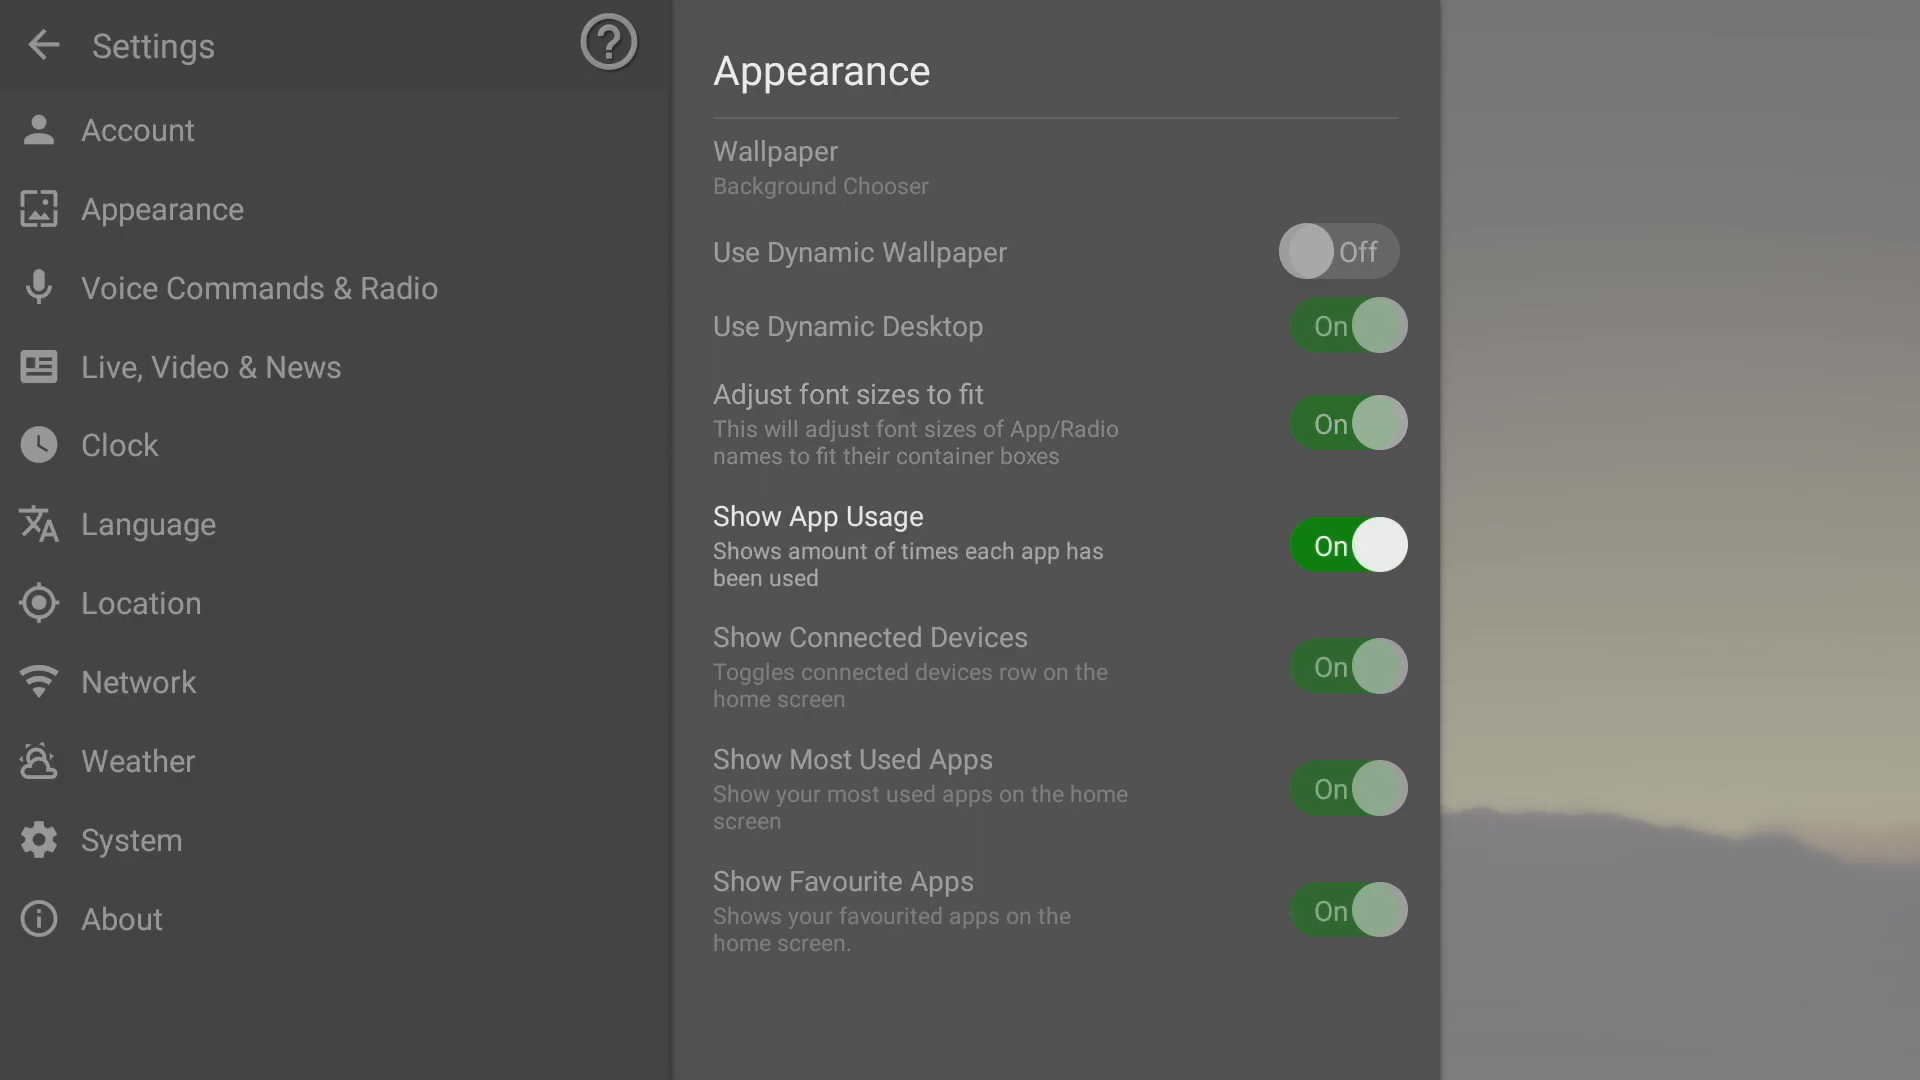 Settings
Account
Appearance
Voice Commands & Radio
Live, Video & News
Clock
Language
Location
Network
Weather
System
About
Appearance
Wallpaper
Background Chooser
Use Dynamic Wallpaper
Off
Use Dynamic Desktop
On
Adjust font sizes to fit
This will adjust font sizes of App/Radio
names to fit their container boxes
On
Show App Usage
Shows amount of times each app has
been used
On
Show Connected Devices
Toggles connected devices row on the
home screen
On
Show Most Used Apps
Show your most used apps on the home
screen
On
Show Favourite Apps
Shows your favourited apps on the
home screen.
On